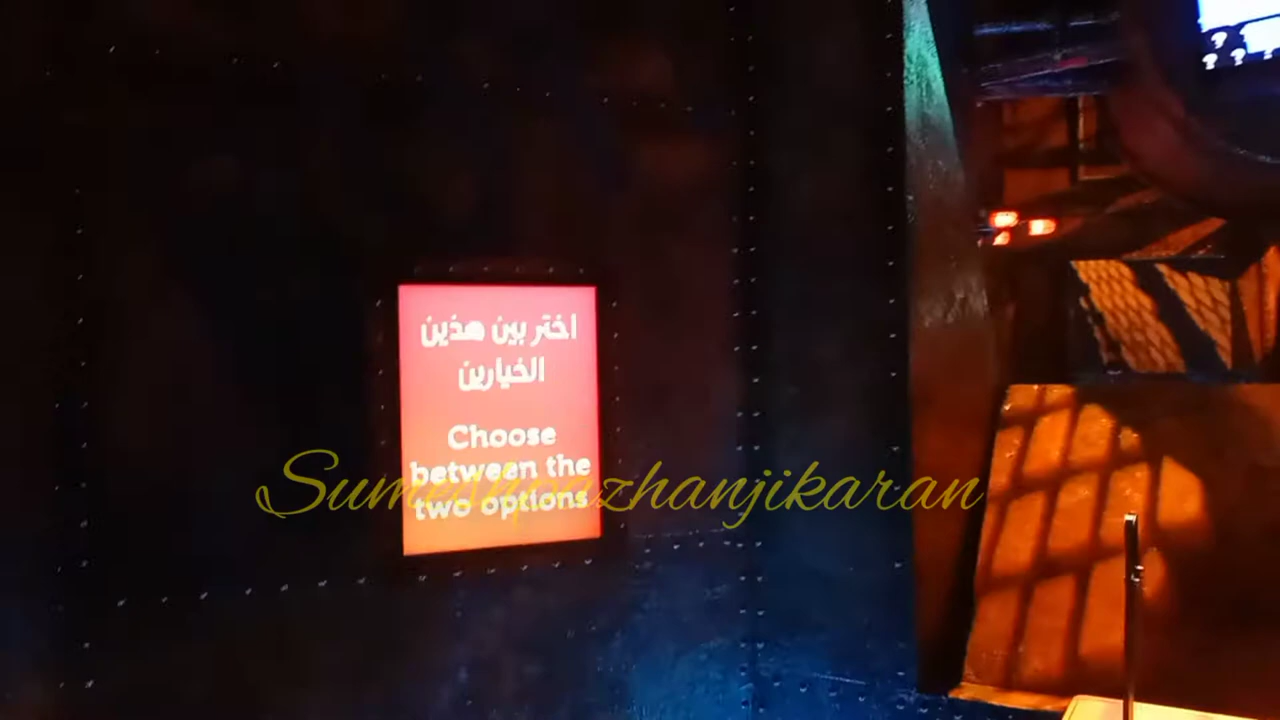 اختر بين هذين
الخيارين
Choose
between the
two options